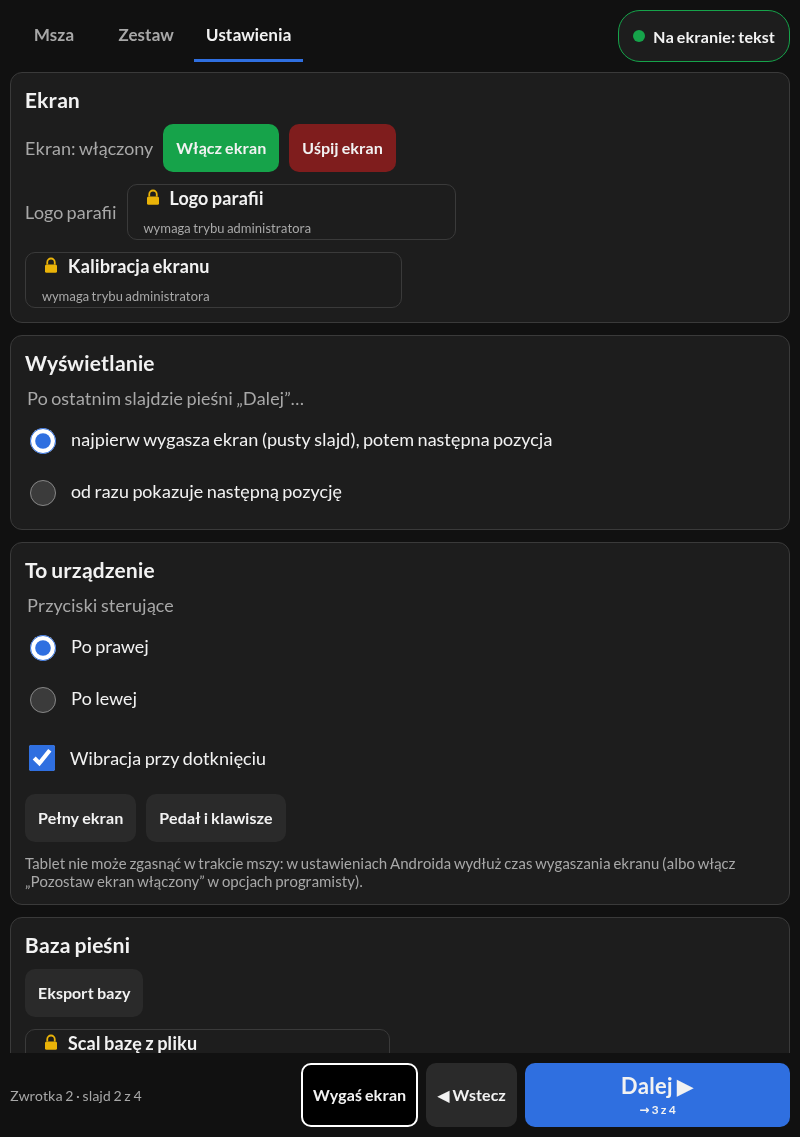 Msza Zestaw Ustawienia Na ekranie: tekst
Ekran
Ekran: włączony Włącz ekran Uśpij ekran
Logo parafii Logo parafii
wymaga trybu administratora
Kalibracja ekranu
wymaga trybu administratora
Wyświetlanie
Po ostatnim slajdzie pieśni „Dalej”…
najpierw wygasza ekran (pusty slajd), potem następna pozycja
od razu pokazuje następną pozycję
To urządzenie
Przyciski sterujące
Po prawej
Po lewej
Wibracja przy dotknięciu
Pełny ekran Pedał i klawisze
Tablet nie może zgasnąć w trakcie mszy: w ustawieniach Androida wydłuż czas wygaszania ekranu (albo włącz
„Pozostaw ekran włączony” w opcjach programisty).
Baza pieśni
Eksport bazy
Scal bazę z pliku
Zwrotka 2 · slajd 2 z 4 Wygaś ekran ◀ Wstecz Dalej ▶
→ 3 z 4